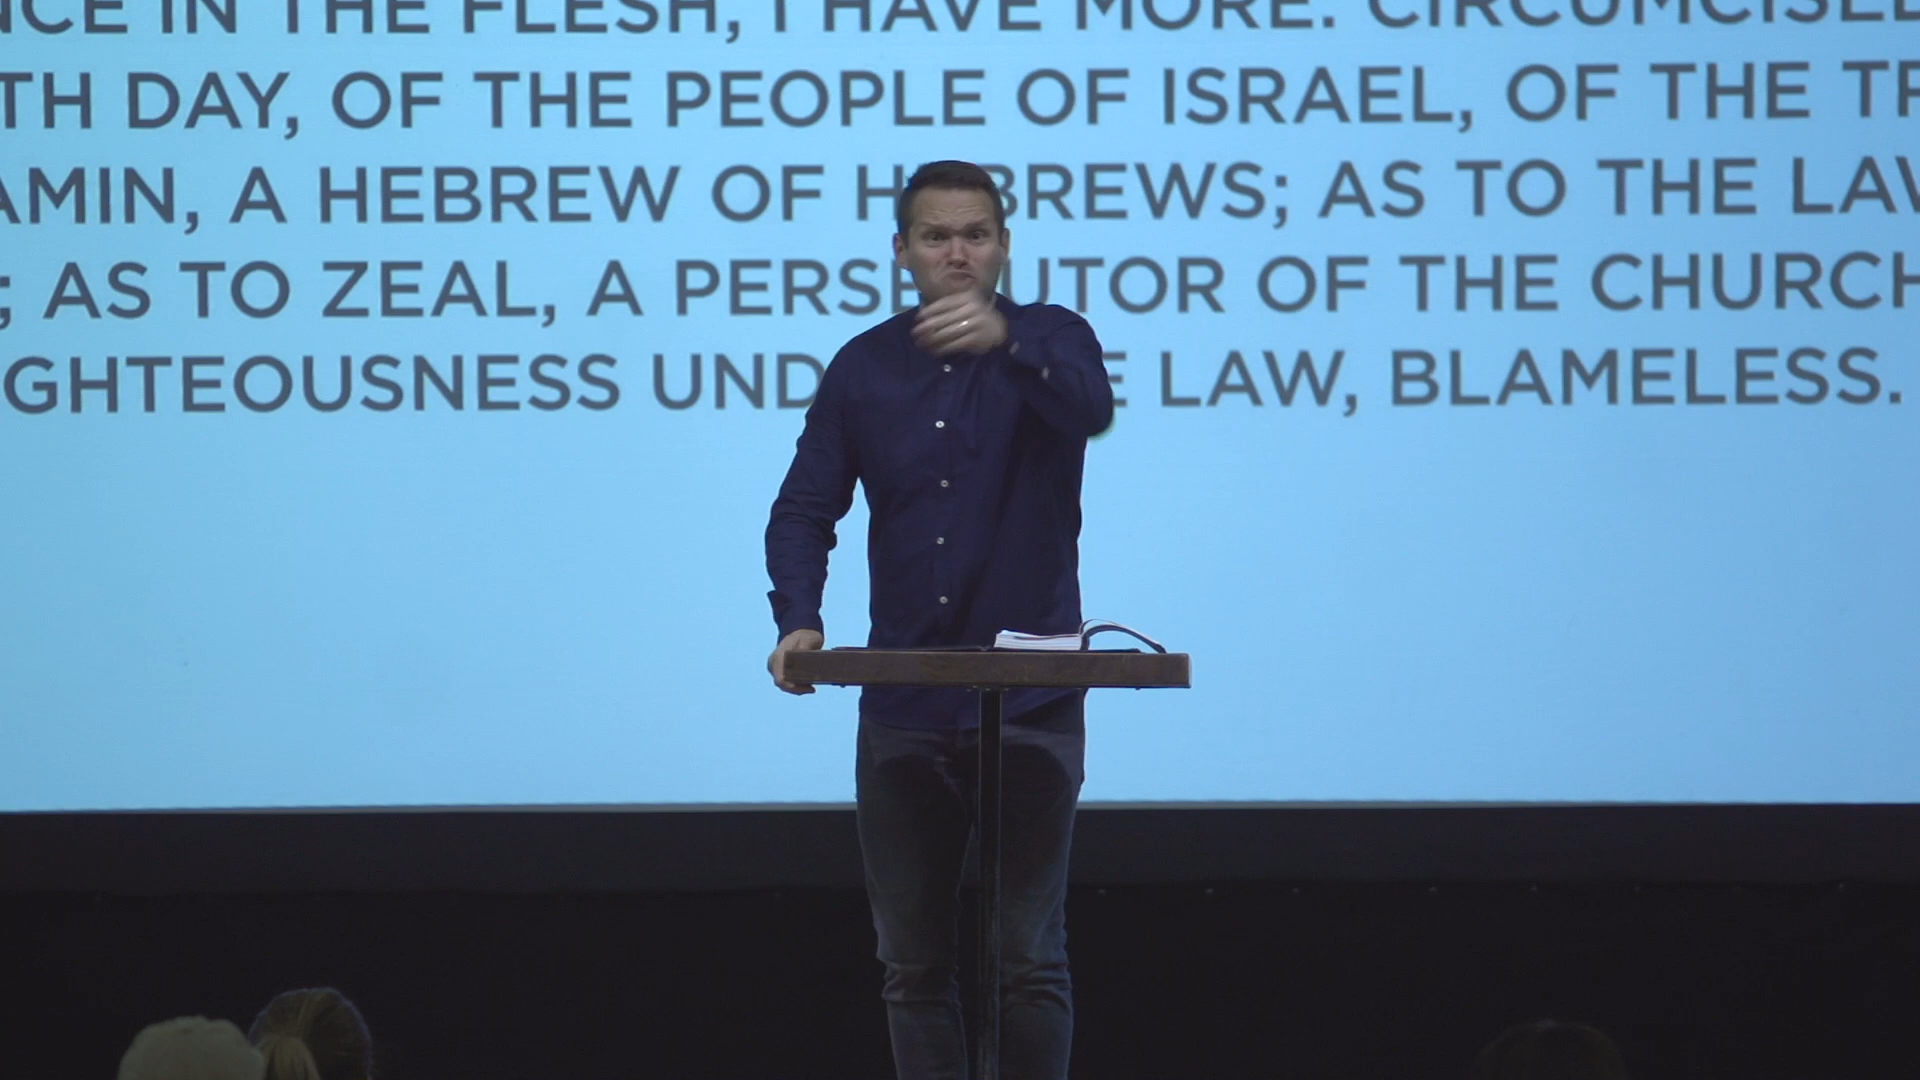 NCE IN THE FLESH, I HAVE MORE: CIRCUMCISED
TH DAY, OF THE PEOPLE OF ISRAEL, OF THE TR
AMIN, A HEBREW OF H BREWS; AS TO THE LAW
; AS TO ZEAL, A PERSE UTOR OF THE CHURCH
GHTEOUSNESS UND E LAW, BLAMELESS.